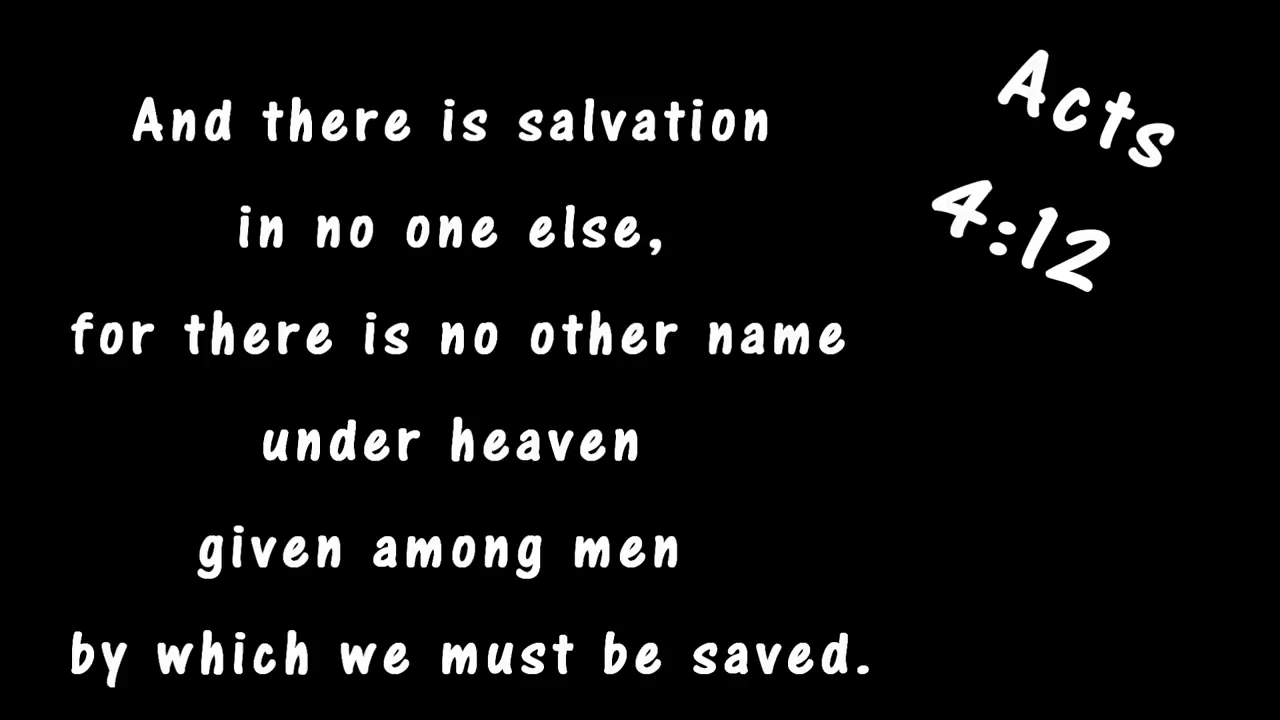 And there is salvation
in no one else,
for there is no other name
under heaven
given among men
by which we must be saved.
Acts
4:12